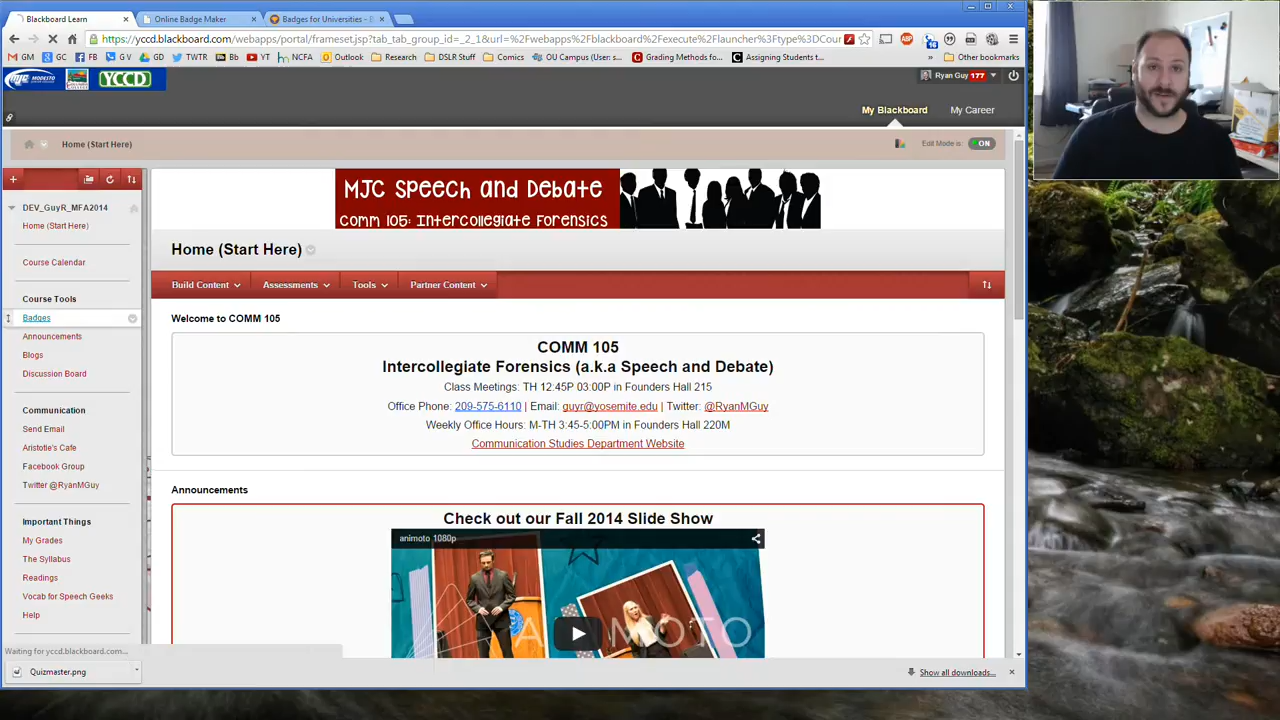 Blackboard Learn
Online Badge Maker
Badges for Universities - B
https://yccd.blackboard.com/webapps/portal/frameset.jsp?tab_tab_group_id=_2_1&url=%2Fwebapps%2Fblackboard%2Fexecute%2Flauncher%3Ftype%3DCour
GM
CJ
FB
GV
GD
TWTR
Bb
YT
NCFA
Outlook
Research
DSLR Stuff
Comics
OU Campus (User: s...
Grading Methods fo...
Assigning Students t...
Other bookmarks
YCCD
Ryan Guy 177
My Blackboard
My Career
Home (Start Here)
Edit Mode is: ON
MJC Speech and Debate
Comm 105: Intercollegiate Forensics
DEV_GuyR_MFA2014
Home (Start Here)
Course Calendar
Course Tools
Badges
Announcements
Blogs
Discussion Board
Communication
Send Email
Aristotle's Cafe
Facebook Group
Twitter @RyanMGuy
Important Things
My Grades
The Syllabus
Readings
Vocab for Speech Geeks
Help
Home (Start Here)
Build Content
Assessments
Tools
Partner Content
Welcome to COMM 105
COMM 105
Intercollegiate Forensics (a.k.a Speech and Debate)
Class Meetings: TH 12:45P 03:00P in Founders Hall 215
Office Phone: 209-575-6110 | Email: guyr@yosemite.edu | Twitter: @RyanMGuy
Weekly Office Hours: M-TH 3:45-5:00PM in Founders Hall 220M
Communication Studies Department Website
Announcements
Check out our Fall 2014 Slide Show
animoto 1080p
Waiting for yccd.blackboard.com...
Quizmaster.png
Show all downloads...